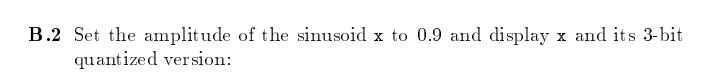 B.2 Set the amplitude of the sinusoid x to 0.9 and display x and its 3-bit
quantized version: